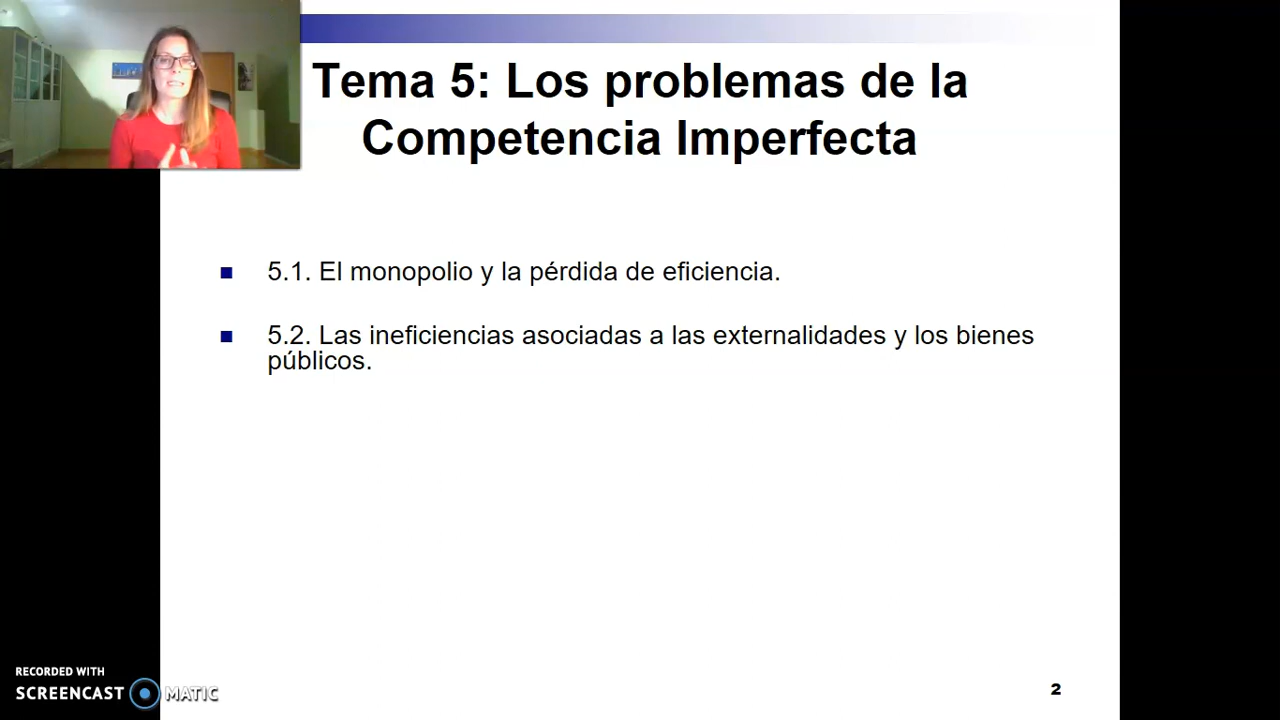 Tema 5: Los problemas de la
Competencia Imperfecta
5.1. El monopolio y la pérdida de eficiencia.
5.2. Las ineficiencias asociadas a las externalidades y los bienes
públicos.
RECORDED WITH
SCREENCAST MATIC
2